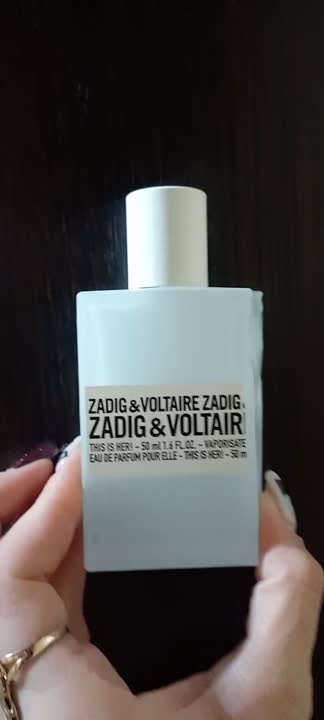 ZADIG & VOLTAIRE ZADIG
ZADIG & VOLTAIR
THIS IS HER! – 50 ml 1.6 FL.OZ. – VAPORISATE
EAU DE PARFUM POUR ELLE – THIS IS HER! – 50 m